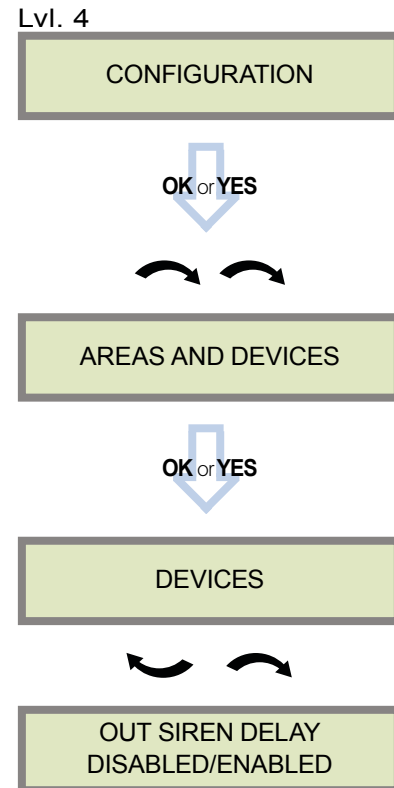 Lvl. 4
CONFIGURATION
OK or YES
AREAS AND DEVICES
OK or YES
DEVICES
OUT SIREN DELAY
DISABLED/ENABLED